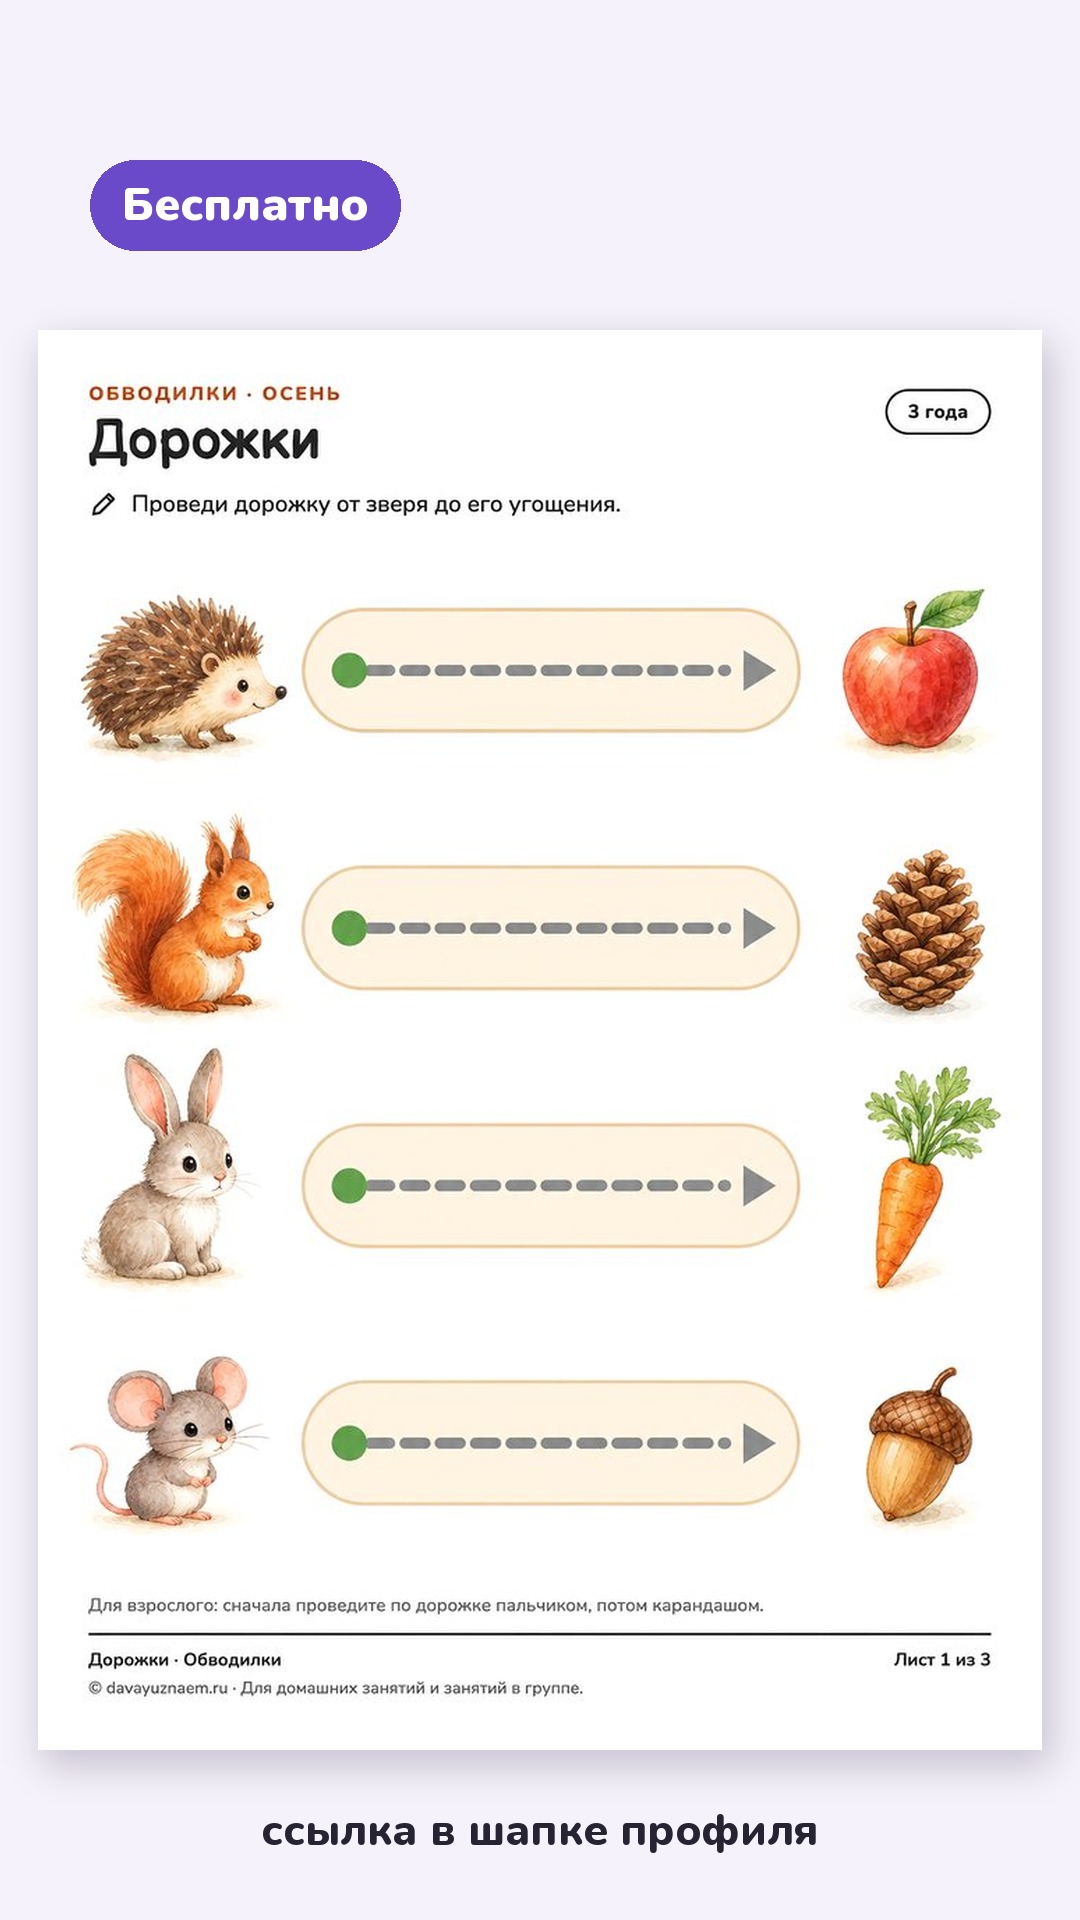 Бесплатно
ОБВОДИЛКИ · ОСЕНЬ
3 года
Дорожки
Проведи дорожку от зверя до его угощения.
Для взрослого: сначала проведите по дорожке пальчиком, потом карандашом.
Дорожки · Обводилки
Лист 1 из 3
© davayuznaem.ru · Для домашних занятий и занятий в группе.
ссылка в шапке профиля